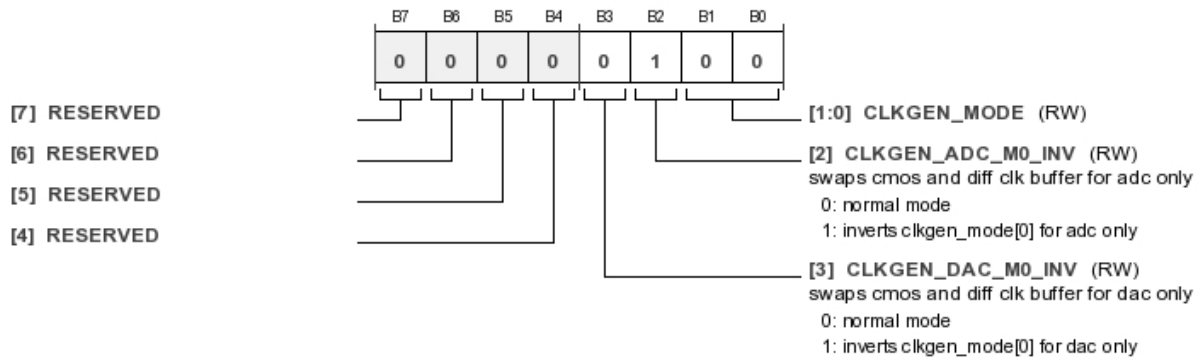 B7 B6 B5 B4 B3 B2 B1 B0
0 0 0 0 0 1 0 0
[7] RESERVED
[6] RESERVED
[5] RESERVED
[4] RESERVED
[1:0] CLKGEN_MODE (RW)
[2] CLKGEN_ADC_M0_INV (RW)
swaps cmos and diff clk buffer for adc only
0: normal mode
1: inverts clkgen_mode[0] for adc only
[3] CLKGEN_DAC_M0_INV (RW)
swaps cmos and diff clk buffer for dac only
0: normal mode
1: inverts clkgen_mode[0] for dac only